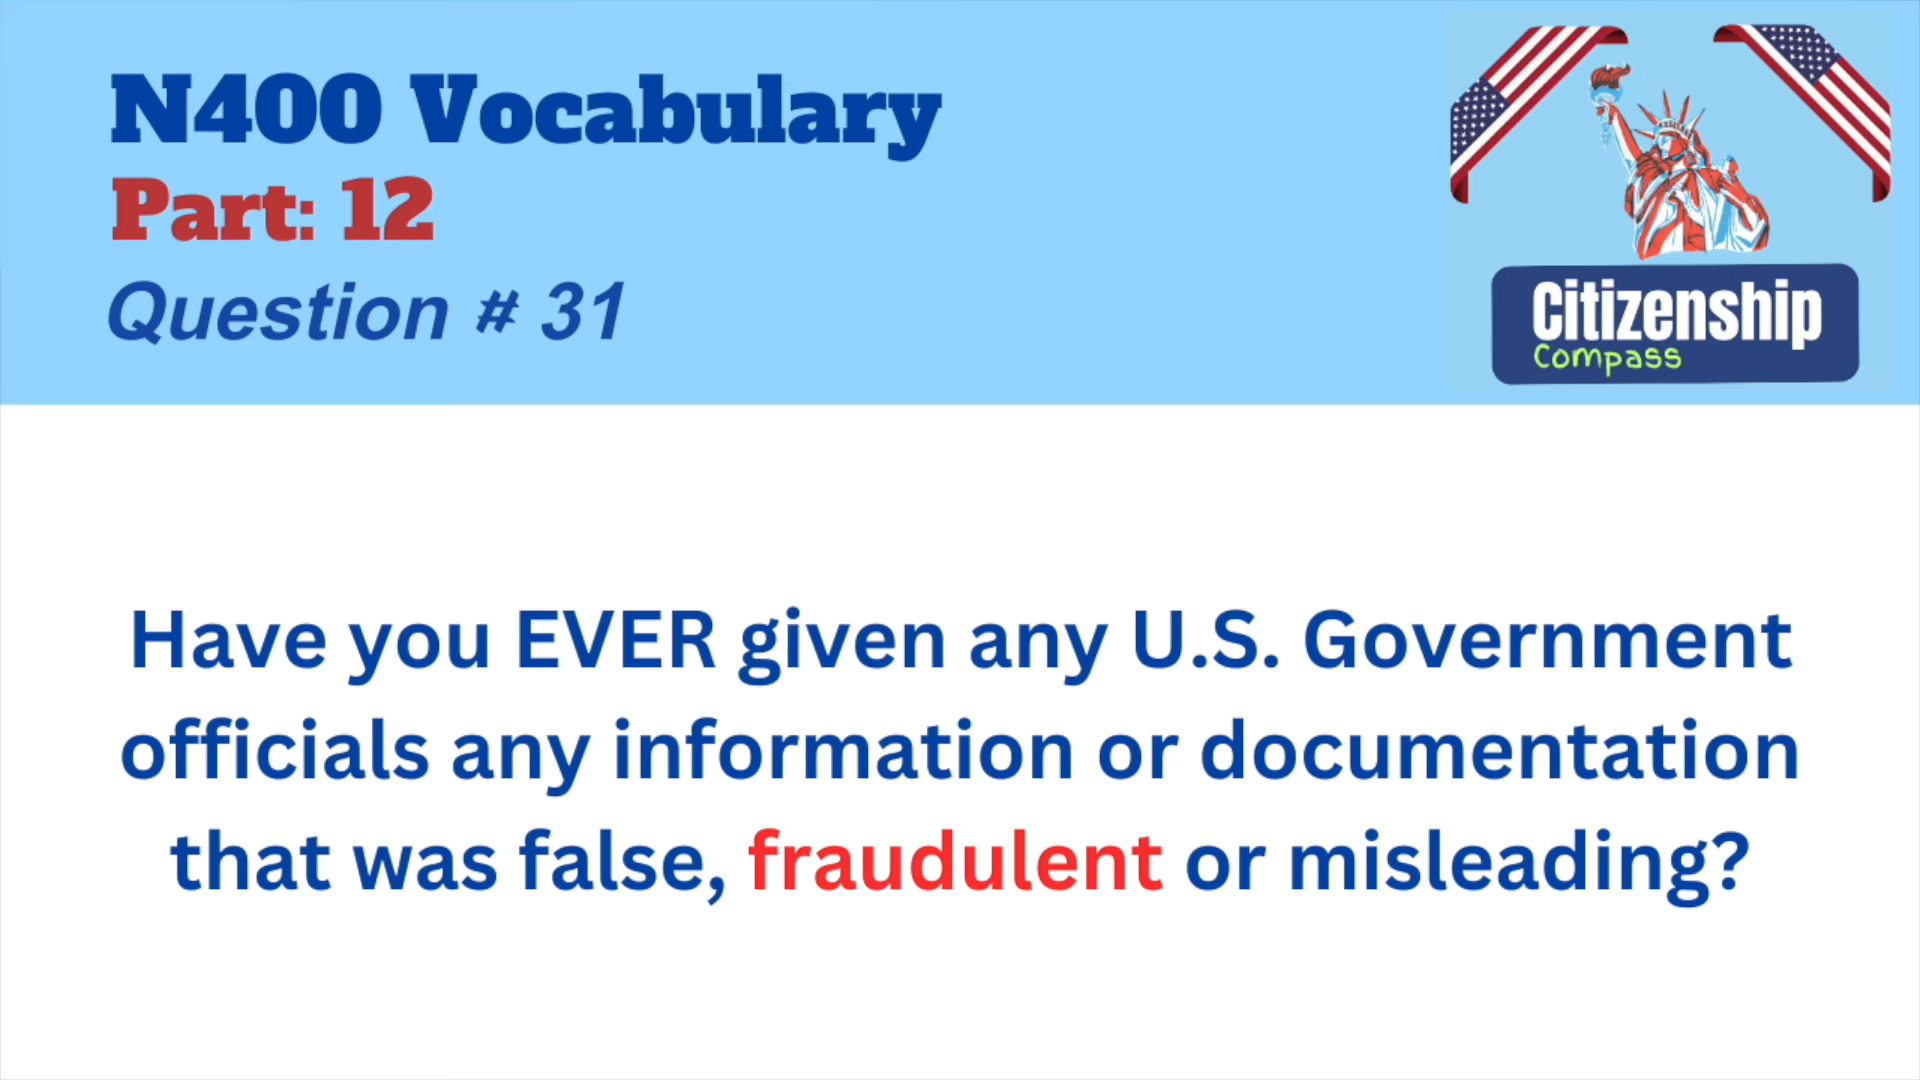 N400 Vocabulary
Part: 12
Question # 31
Citizenship
Compass
Have you EVER given any U.S. Government
officials any information or documentation
that was false, fraudulent or misleading?